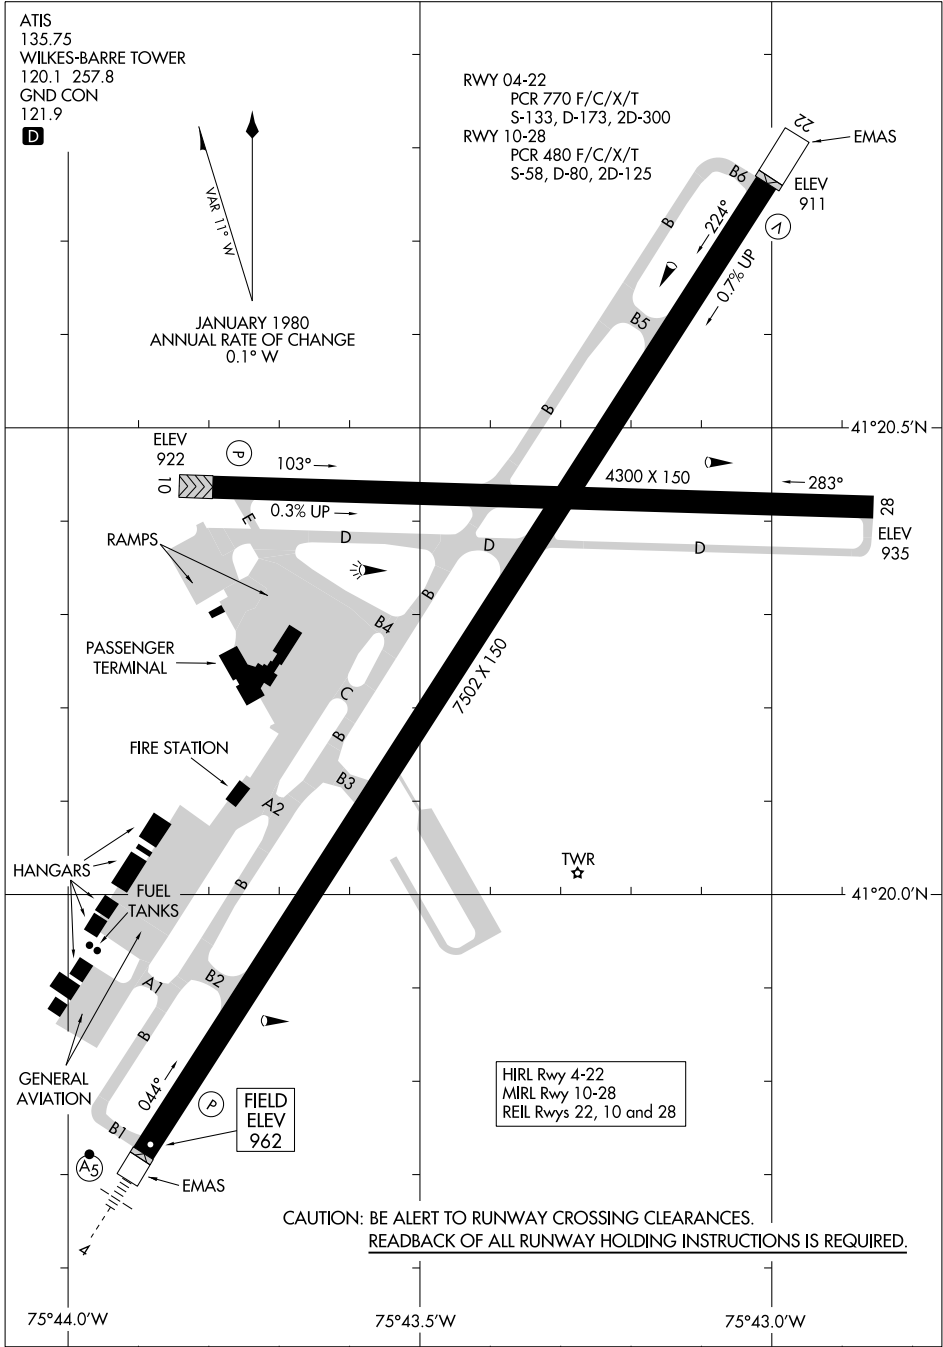 ATIS
135.75
WILKES-BARRE TOWER
120.1 257.8
GND CON
121.9
D
RWY 04-22
PCR 770 F/C/X/T
S-133, D-173, 2D-300
RWY 10-28
PCR 480 F/C/X/T
S-58, D-80, 2D-125
22
EMAS
ELEV
911
V
B6
B
224°
0.7% UP
VAR 11° W
JANUARY 1980
ANNUAL RATE OF CHANGE
0.1° W
B5
B
41°20.5'N
ELEV
922
P
10
103°
4300 X 150
283°
28
0.3% UP
E
D
D
D
ELEV
935
RAMPS
B
B4
PASSENGER
TERMINAL
7502 X 150
C
B
FIRE STATION
B3
A2
TWR
HANGARS
FUEL
TANKS
B
41°20.0'N
A1
B2
B
GENERAL
AVIATION
044°
P
FIELD
ELEV
962
HIRL Rwy 4-22
MIRL Rwy 10-28
REIL Rwys 22, 10 and 28
B1
A5
EMAS
4
CAUTION: BE ALERT TO RUNWAY CROSSING CLEARANCES.
READBACK OF ALL RUNWAY HOLDING INSTRUCTIONS IS REQUIRED.
75°44.0'W
75°43.5'W
75°43.0'W